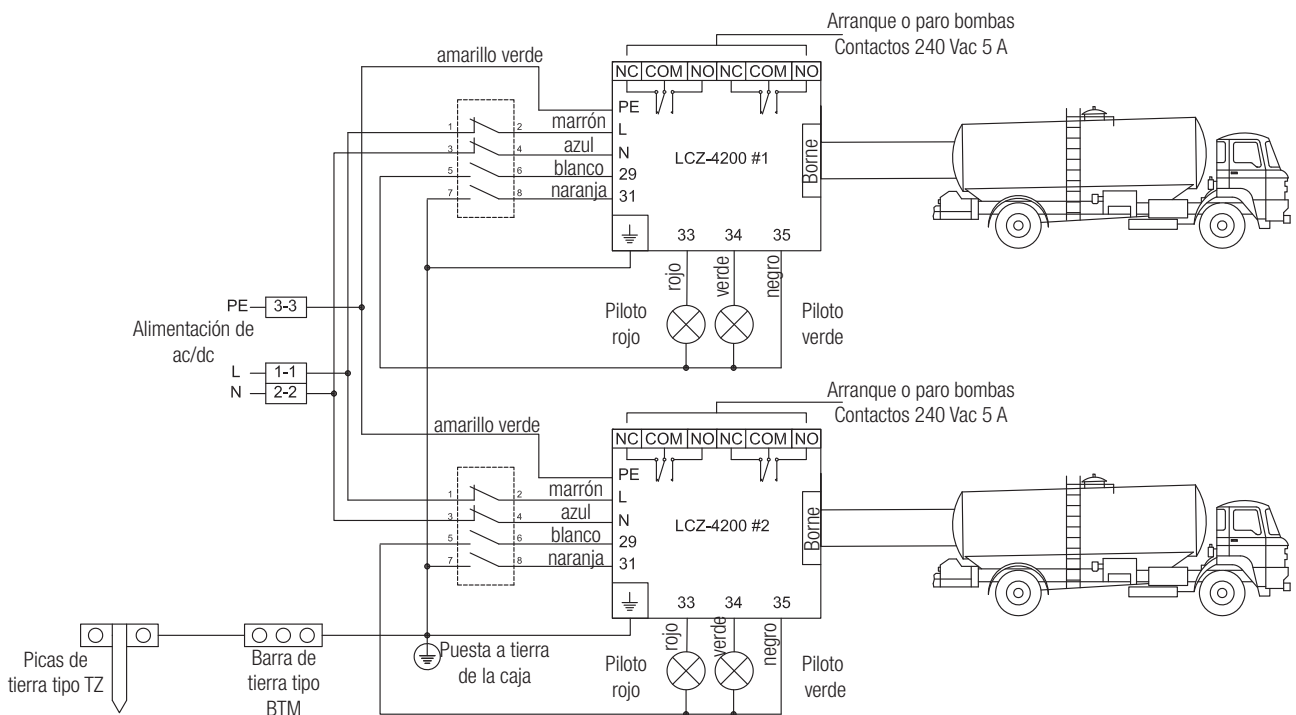 Arranque o paro bombas
Contactos 240 Vac 5 A
amarillo verde
NC COM NO NC COM NO
PE
1 2 marrón L
3 4 azul N
5 6 blanco 29
7 8 naranja 31
LCZ-4200 #1
Borne
33 34 35
rojo
verde
negro
Piloto
rojo
Piloto
verde
PE 3-3
Alimentación de
ac/dc
L 1-1
N 2-2
Arranque o paro bombas
Contactos 240 Vac 5 A
amarillo verde
NC COM NO NC COM NO
PE
1 2 marrón L
3 4 azul N
5 6 blanco 29
7 8 naranja 31
LCZ-4200 #2
Borne
33 34 35
rojo
verde
negro
Piloto
rojo
Piloto
verde
Picas de
tierra tipo TZ
Barra de
tierra tipo
BTM
Puesta a tierra
de la caja